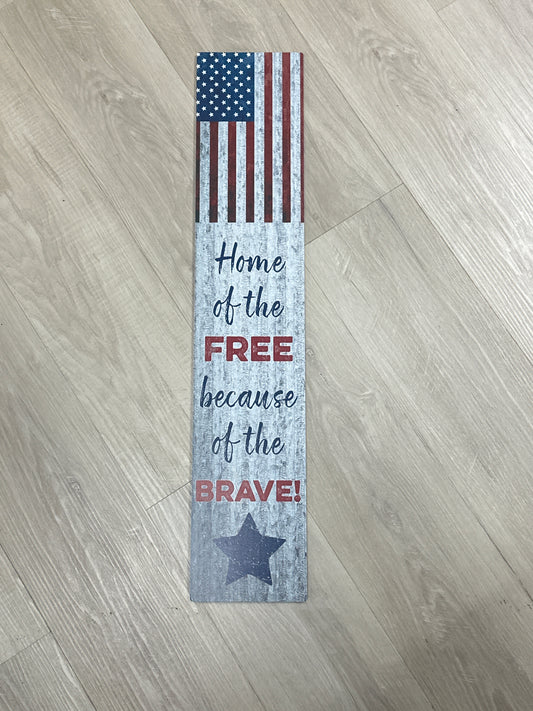 Home
of the
FREE
because
of the
BRAVE!